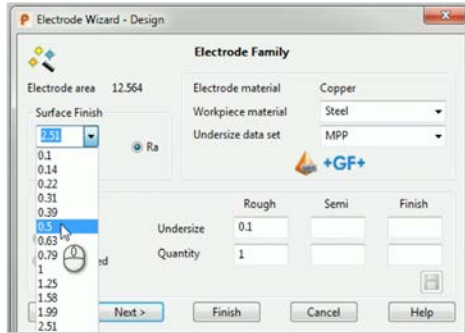 Electrode Wizard - Design
Electrode Family
Electrode area 12.564
Electrode material Copper
Surface Finish
Workpiece material Steel
2.51
Ra
Undersize data set MPP
+GF+
0.1
0.14
0.22
0.31
0.39
0.5
0.63
0.79
1
1.25
1.58
1.99
2.51
Rough Semi Finish
Undersize 0.1
Quantity 1
ed
Next >
Finish
Cancel
Help